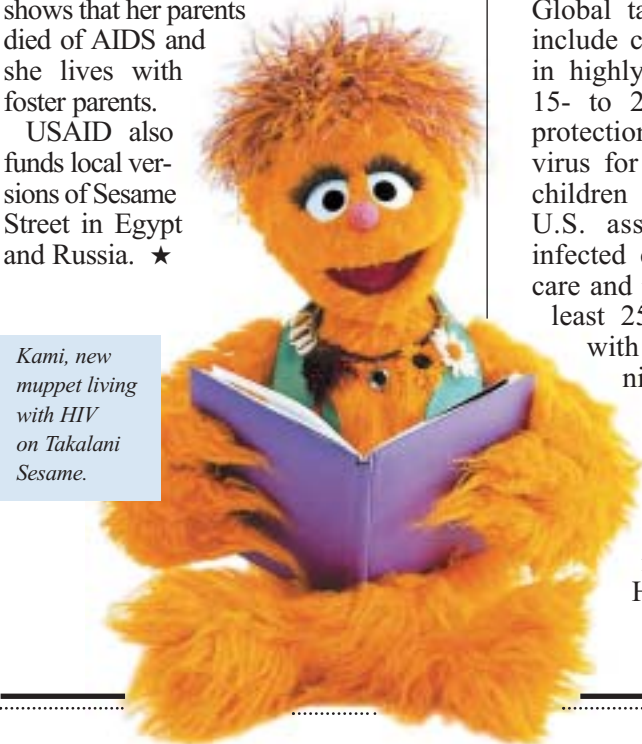 shows that her parents
died of AIDS and
she lives with
foster parents.
USAID also
funds local ver-
sions of Sesame
Street in Egypt
and Russia. ★
Kami, new
muppet living
with HIV
on Takalani
Sesame.
Global ta
include c
in highly
15- to 2
protection
virus for
children
U.S. ass
infected
care and
least 25
with
ni
H